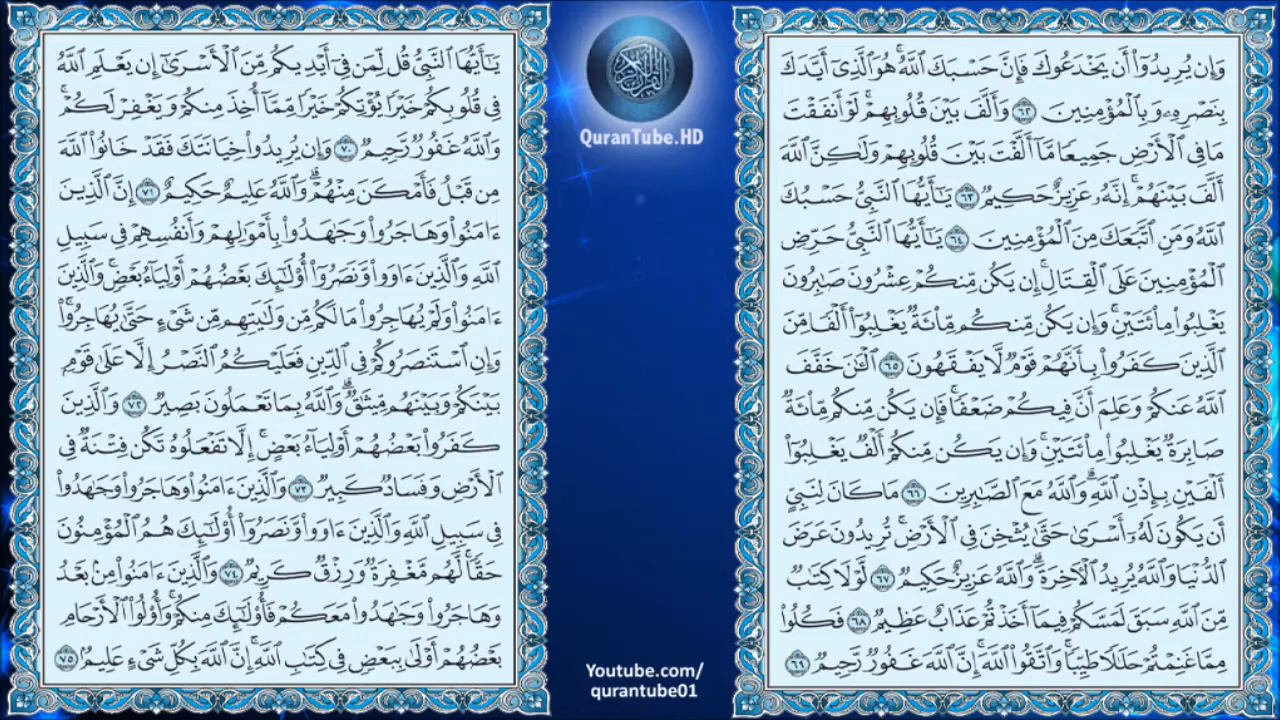 وَإِن يُرِيدُوٓا۟ أَن يَخْدَعُوكَ فَإِنَّ حَسْبَكَ ٱللَّهُ ۚ هُوَ ٱلَّذِىٓ أَيَّدَكَ
بِنَصْرِهِۦ وَبِٱلْمُؤْمِنِينَ ٦٢ وَأَلَّفَ بَيْنَ قُلُوبِهِمْ ۚ لَوْ أَنفَقْتَ
مَا فِى ٱلْأَرْضِ جَمِيعًا مَّآ أَلَّفْتَ بَيْنَ قُلُوبِهِمْ وَلَـٰكِنَّ ٱللَّهَ
أَلَّفَ بَيْنَهُمْ ۚ إِنَّهُۥ عَزِيزٌ حَكِيمٌ ٦٣ يَـٰٓأَيُّهَا ٱلنَّبِىُّ حَسْبُكَ
ٱللَّهُ وَمَنِ ٱتَّبَعَكَ مِنَ ٱلْمُؤْمِنِينَ ٦٤ يَـٰٓأَيُّهَا ٱلنَّبِىُّ حَرِّضِ
ٱلْمُؤْمِنِينَ عَلَى ٱلْقِتَالِ ۚ إِن يَكُن مِّنكُمْ عِشْرُونَ صَـٰبِرُونَ
يَغْلِبُوا۟ مِا۟ئَتَيْنِ ۚ وَإِن يَكُن مِّنكُم مِّا۟ئَةٌ يَغْلِبُوٓا۟ أَلْفًا مِّنَ
ٱلَّذِينَ كَفَرُوا۟ بِأَنَّهُمْ قَوْمٌ لَّا يَفْقَهُونَ ٦٥ ٱلْـَٔـٰنَ خَفَّفَ
ٱللَّهُ عَنكُمْ وَعَلِمَ أَنَّ فِيكُمْ ضَعْفًا ۚ فَإِن يَكُن مِّنكُم مِّا۟ئَةٌ
صَابِرَةٌ يَغْلِبُوا۟ مِا۟ئَتَيْنِ ۚ وَإِن يَكُن مِّنكُمْ أَلْفٌ يَغْلِبُوٓا۟
أَلْفَيْنِ بِإِذْنِ ٱللَّهِ ۗ وَٱللَّهُ مَعَ ٱلصَّـٰبِرِينَ ٦٦ مَا كَانَ لِنَبِىٍّ
أَن يَكُونَ لَهُۥٓ أَسْرَىٰ حَتَّىٰ يُثْخِنَ فِى ٱلْأَرْضِ ۚ تُرِيدُونَ عَرَضَ
ٱلدُّنْيَا وَٱللَّهُ يُرِيدُ ٱلْـَٔاخِرَةَ ۗ وَٱللَّهُ عَزِيزٌ حَكِيمٌ ٦٧ لَّوْلَا كِتَـٰبٌ
مِّنَ ٱللَّهِ سَبَقَ لَمَسَّكُمْ فِيمَآ أَخَذْتُمْ عَذَابٌ عَظِيمٌ ٦٨ فَكُلُوا۟
مِمَّا غَنِمْتُمْ حَلَـٰلًا طَيِّبًا ۚ وَٱتَّقُوا۟ ٱللَّهَ ۚ إِنَّ ٱللَّهَ غَفُورٌ رَّحِيمٌ ٦٩
يَـٰٓأَيُّهَا ٱلنَّبِىُّ قُل لِّمَن فِىٓ أَيْدِيكُم مِّنَ ٱلْأَسْرَىٰٓ إِن يَعْلَمِ ٱللَّهُ
فِى قُلُوبِكُمْ خَيْرًا يُؤْتِكُمْ خَيْرًا مِّمَّآ أُخِذَ مِنكُمْ وَيَغْفِرْ لَكُمْ ۗ
وَٱللَّهُ غَفُورٌ رَّحِيمٌ ٧٠ وَإِن يُرِيدُوا۟ خِيَانَتَكَ فَقَدْ خَانُوا۟ ٱللَّهَ
مِن قَبْلُ فَأَمْكَنَ مِنْهُمْ ۗ وَٱللَّهُ عَلِيمٌ حَكِيمٌ ٧١ إِنَّ ٱلَّذِينَ
ءَامَنُوا۟ وَهَاجَرُوا۟ وَجَـٰهَدُوا۟ بِأَمْوَٰلِهِمْ وَأَنفُسِهِمْ فِى سَبِيلِ
ٱللَّهِ وَٱلَّذِينَ ءَاوَوا۟ وَّنَصَرُوٓا۟ أُو۟لَـٰٓئِكَ بَعْضُهُمْ أَوْلِيَآءُ بَعْضٍ ۚ وَٱلَّذِينَ
ءَامَنُوا۟ وَلَمْ يُهَاجِرُوا۟ مَا لَكُم مِّن وَلَـٰيَتِهِم مِّن شَىْءٍ حَتَّىٰ يُهَاجِرُوا۟ ۚ
وَإِنِ ٱسْتَنصَرُوكُمْ فِى ٱلدِّينِ فَعَلَيْكُمُ ٱلنَّصْرُ إِلَّا عَلَىٰ قَوْمٍۭ
بَيْنَكُمْ وَبَيْنَهُم مِّيثَـٰقٌ ۗ وَٱللَّهُ بِمَا تَعْمَلُونَ بَصِيرٌ ٧٢ وَٱلَّذِينَ
كَفَرُوا۟ بَعْضُهُمْ أَوْلِيَآءُ بَعْضٍ ۚ إِلَّا تَفْعَلُوهُ تَكُن فِتْنَةٌ فِى
ٱلْأَرْضِ وَفَسَادٌ كَبِيرٌ ٧٣ وَٱلَّذِينَ ءَامَنُوا۟ وَهَاجَرُوا۟ وَجَـٰهَدُوا۟
فِى سَبِيلِ ٱللَّهِ وَٱلَّذِينَ ءَاوَوا۟ وَّنَصَرُوٓا۟ أُو۟لَـٰٓئِكَ هُمُ ٱلْمُؤْمِنُونَ
حَقًّا ۚ لَّهُم مَّغْفِرَةٌ وَرِزْقٌ كَرِيمٌ ٧٤ وَٱلَّذِينَ ءَامَنُوا۟ مِنۢ بَعْدُ
وَهَاجَرُوا۟ وَجَـٰهَدُوا۟ مَعَكُمْ فَأُو۟لَـٰٓئِكَ مِنكُمْ ۚ وَأُو۟لُوا۟ ٱلْأَرْحَامِ
بَعْضُهُمْ أَوْلَىٰ بِبَعْضٍ فِى كِتَـٰبِ ٱللَّهِ ۗ إِنَّ ٱللَّهَ بِكُلِّ شَىْءٍ عَلِيمٌۢ ٧٥
QuranTube.HD
Youtube.com/
qurantube01